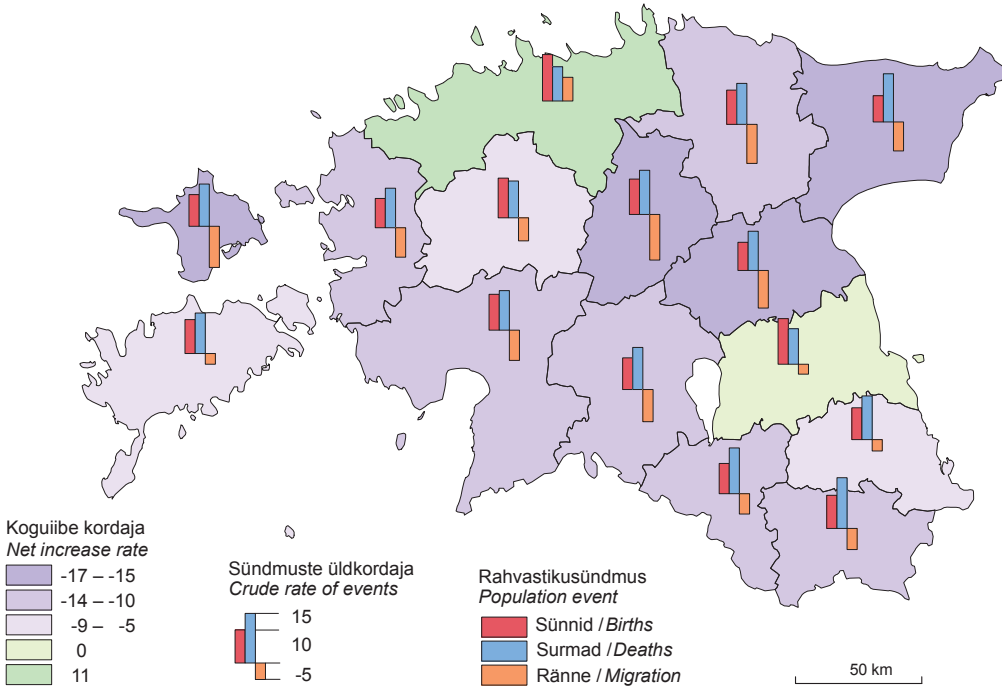 Koguiibe kordaja
Net increase rate
-17 – -15
-14 – -10
-9 – -5
0
11
Sündmuste üldkordaja
Crude rate of events
15
10
-5
Rahvastikusündmus
Population event
Sünnid / Births
Surmad / Deaths
Ränne / Migration
50 km